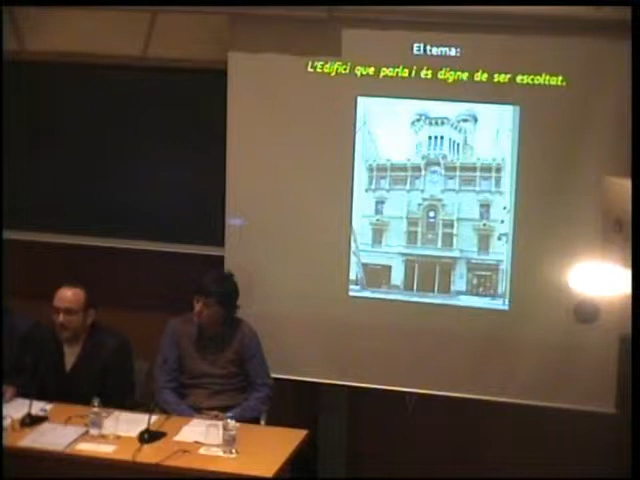 El tema:
L'Edifici que parla i és digne de ser escoltat.